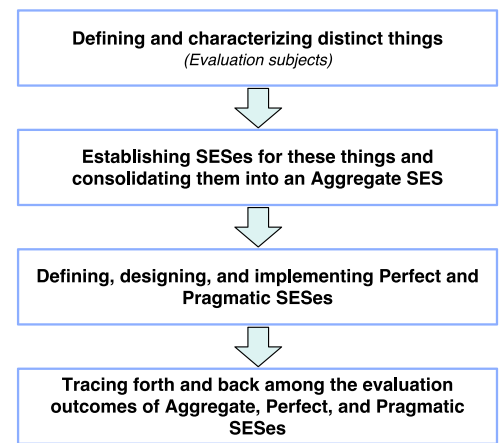 Defining and characterizing distinct things
(Evaluation subjects)
Establishing SESes for these things and
consolidating them into an Aggregate SES
Defining, designing, and implementing Perfect and
Pragmatic SESes
Tracing forth and back among the evaluation
outcomes of Aggregate, Perfect, and Pragmatic
SESes